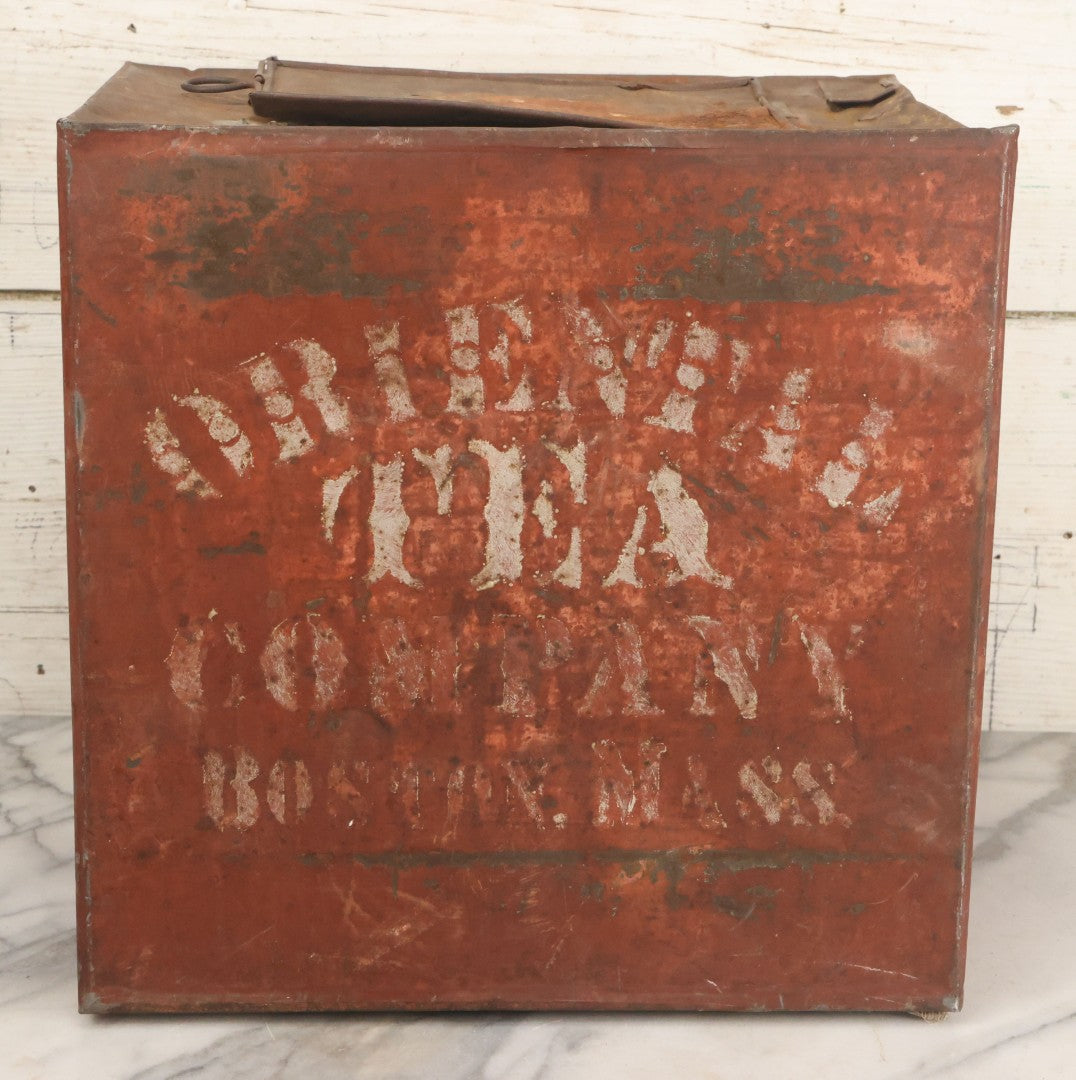 ORIENTAL
TEA
COMPANY
BOSTON. MASS